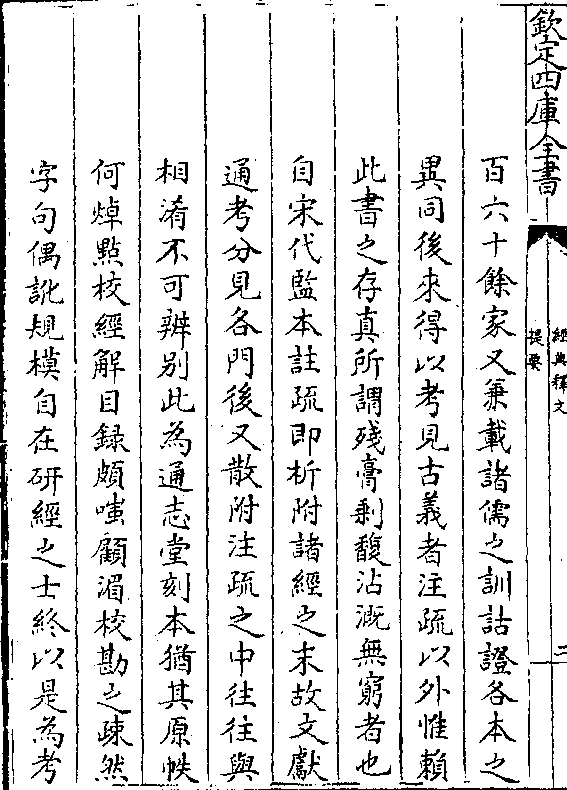 欽定四庫全書
經典釋文
提要
二
百六十餘家又兼載諸儒之訓詁證各本之
異同後來得以考見古義者注疏以外惟賴
此書之存真所謂殘膏剩馥沾溉無窮者也
自宋代監本註疏即析附諸經之末故文獻
通考分見各門後又散附注疏之中往往與
相淆不可辨别此為通志堂刻本猶其原帙
何焯點校經解目録頗嗤顧湄校勘之疎然
字句偶訛規模自在研經之士終以是為考